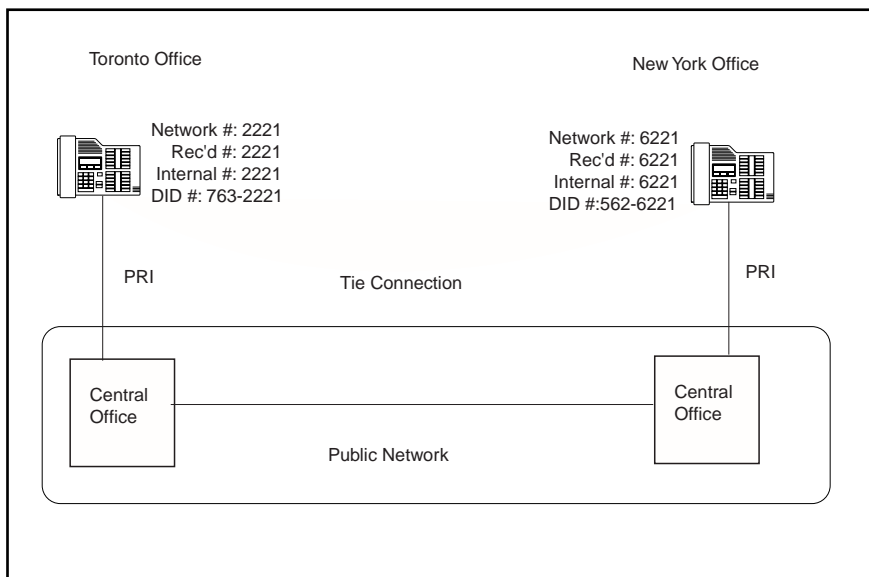 Toronto Office
New York Office
Network #: 2221
Rec'd #: 2221
Internal #: 2221
DID #: 763-2221
Network #: 6221
Rec'd #: 6221
Internal #: 6221
DID #:562-6221
PRI
Tie Connection
PRI
Central
Office
Central
Office
Public Network